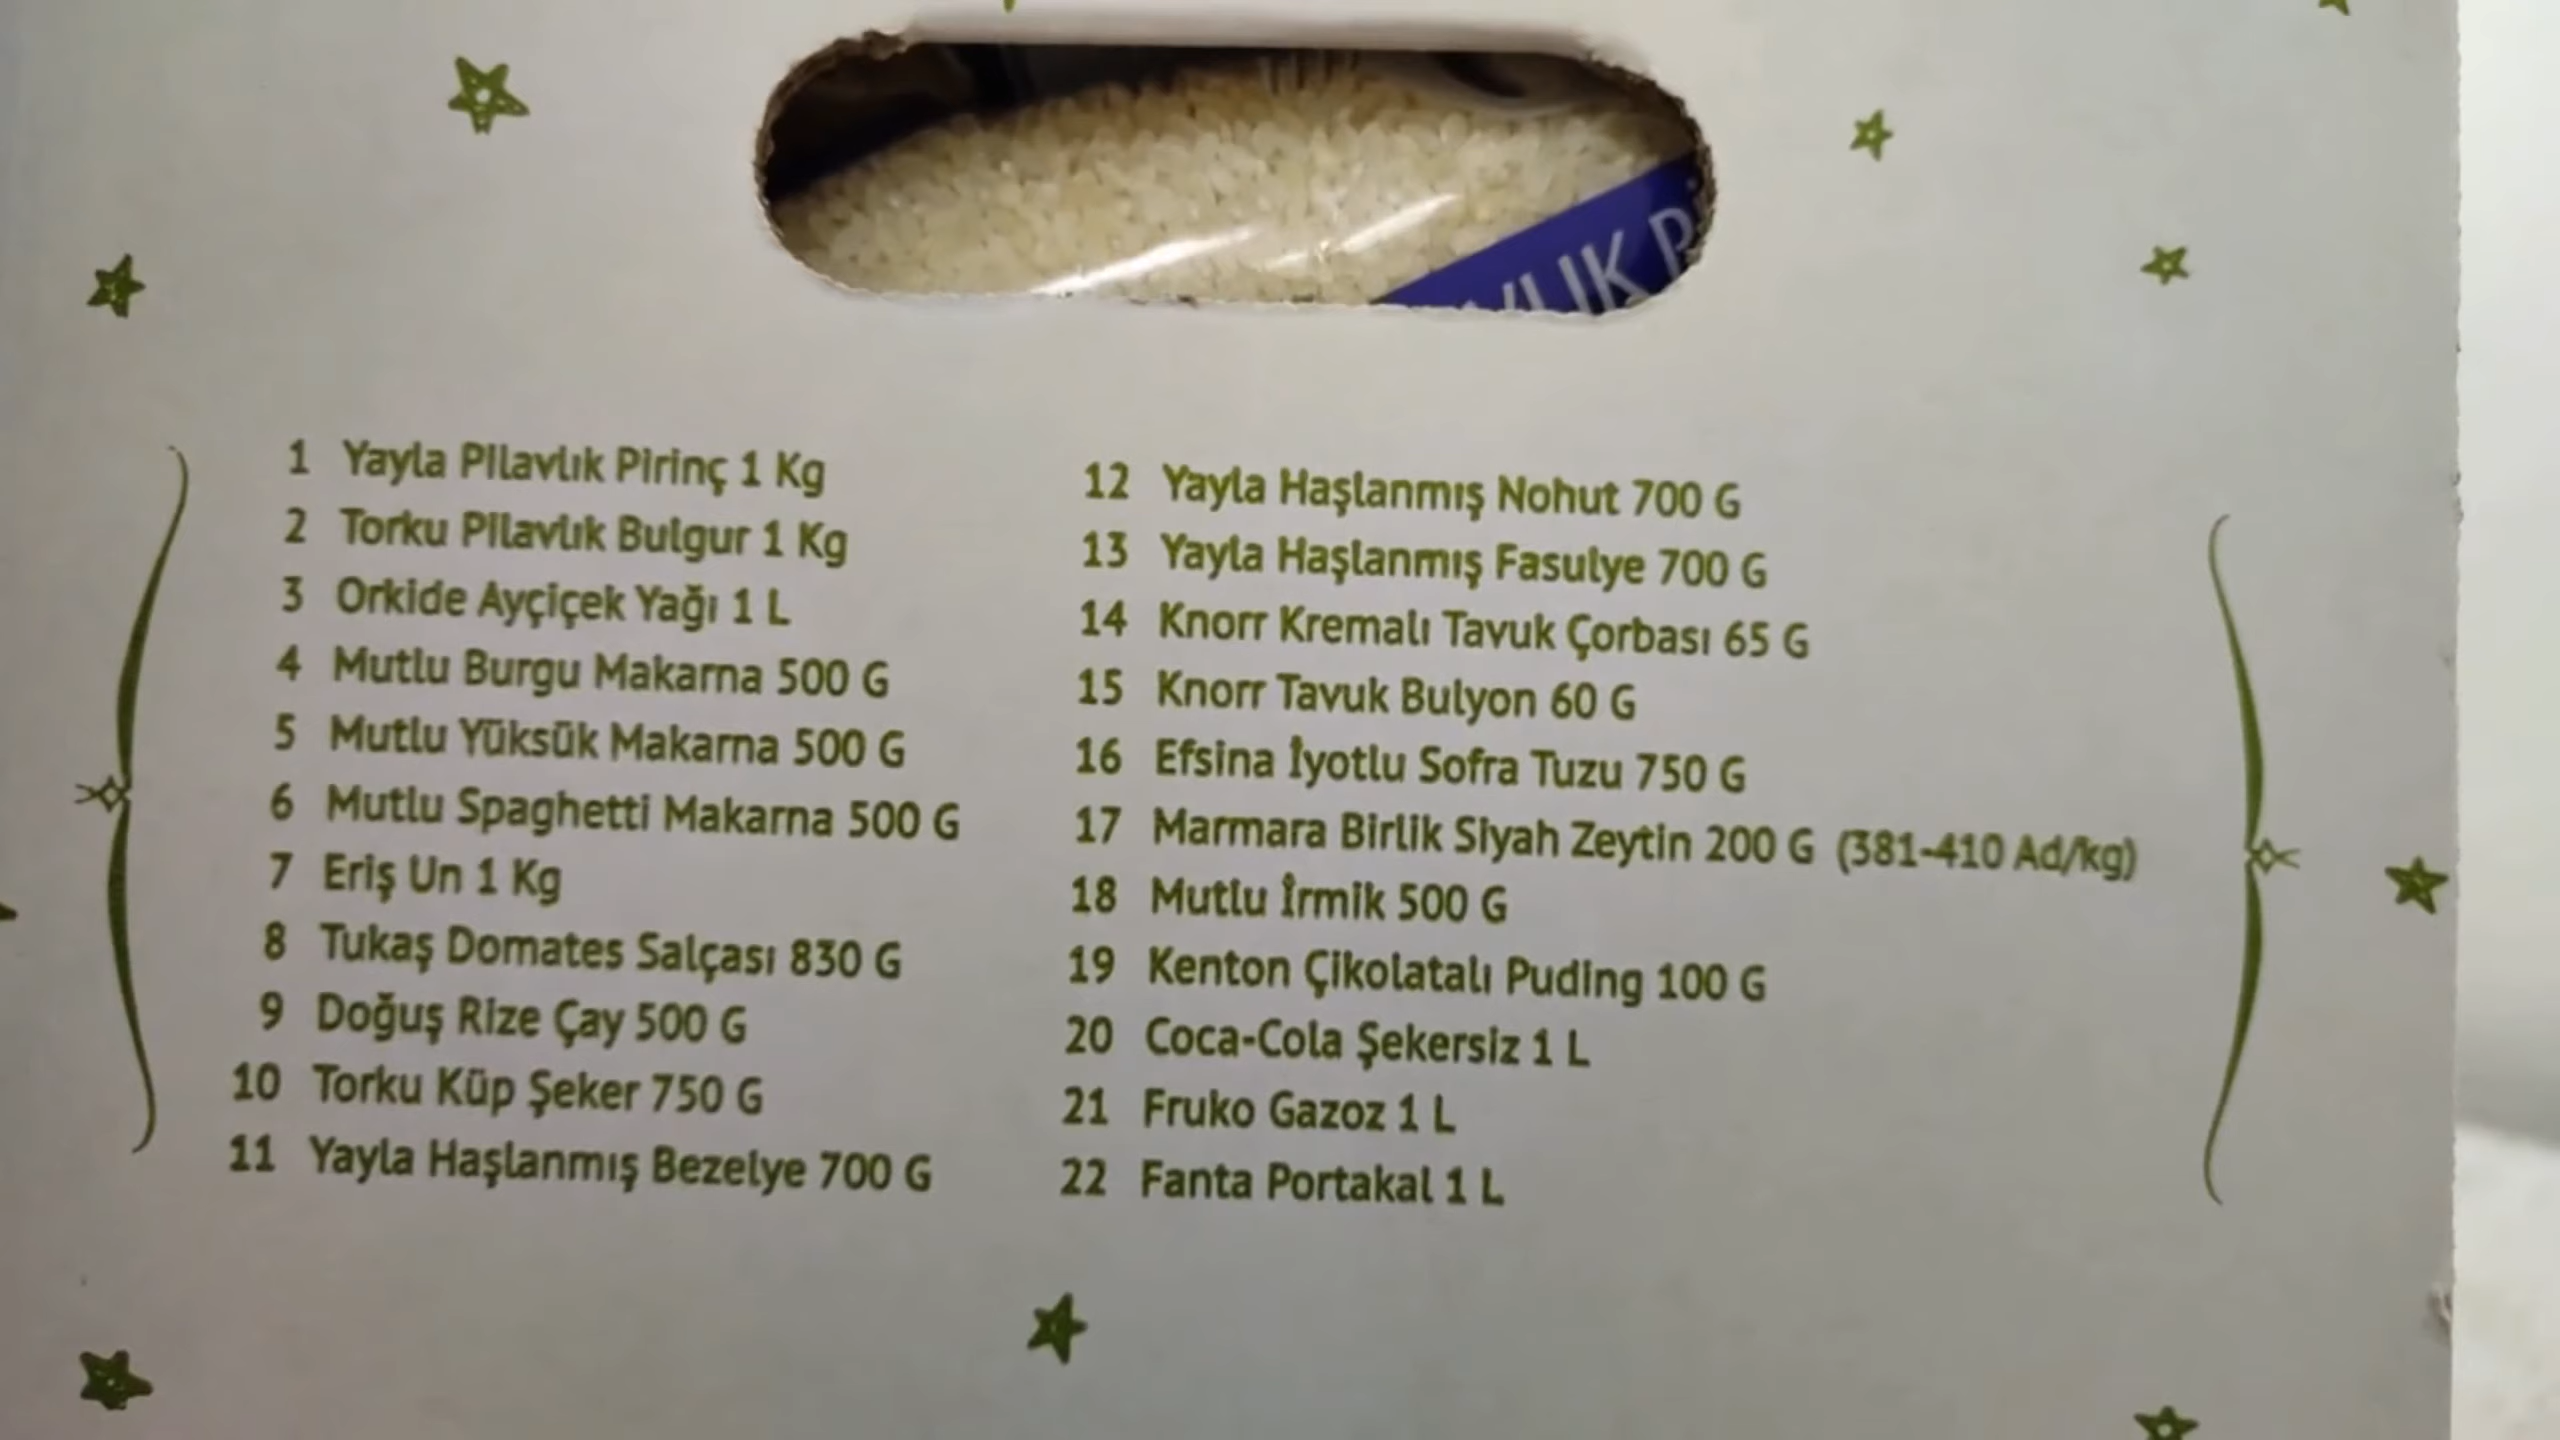 VLIK P
1 Yayla Pilavlık Pirinç 1 Kg
2 Torku Pilavlık Bulgur 1 Kg
3 Orkide Ayçiçek Yağı 1 L
4 Mutlu Burgu Makarna 500 G
5 Mutlu Yüksük Makarna 500 G
6 Mutlu Spaghetti Makarna 500 G
7 Eriş Un 1 Kg
8 Tukaş Domates Salçası 830 G
9 Doğuş Rize Çay 500 G
10 Torku Küp Şeker 750 G
11 Yayla Haşlanmış Bezelye 700 G
12 Yayla Haşlanmış Nohut 700 G
13 Yayla Haşlanmış Fasulye 700 G
14 Knorr Kremalı Tavuk Çorbası 65 G
15 Knorr Tavuk Bulyon 60 G
16 Efsina İyotlu Sofra Tuzu 750 G
17 Marmara Birlik Siyah Zeytin 200 G (381-410 Ad/kg)
18 Mutlu İrmik 500 G
19 Kenton Çikolatalı Puding 100 G
20 Coca-Cola Şekersiz 1 L
21 Fruko Gazoz 1 L
22 Fanta Portakal 1 L